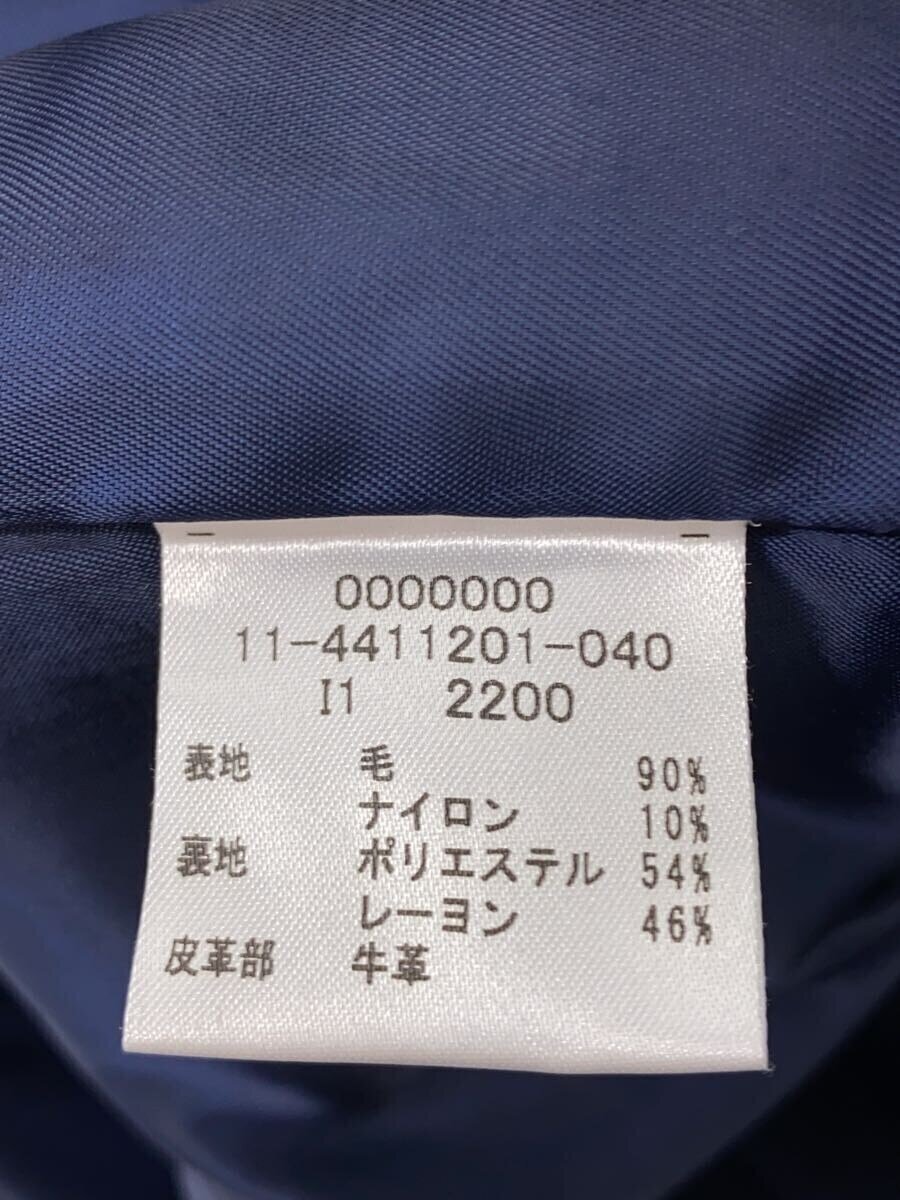 0000000
11-4411201-040
I1 2200
表地 毛 90%
ナイロン 10%
裏地 ポリエステル 54%
レーヨン 46%
皮革部 牛革